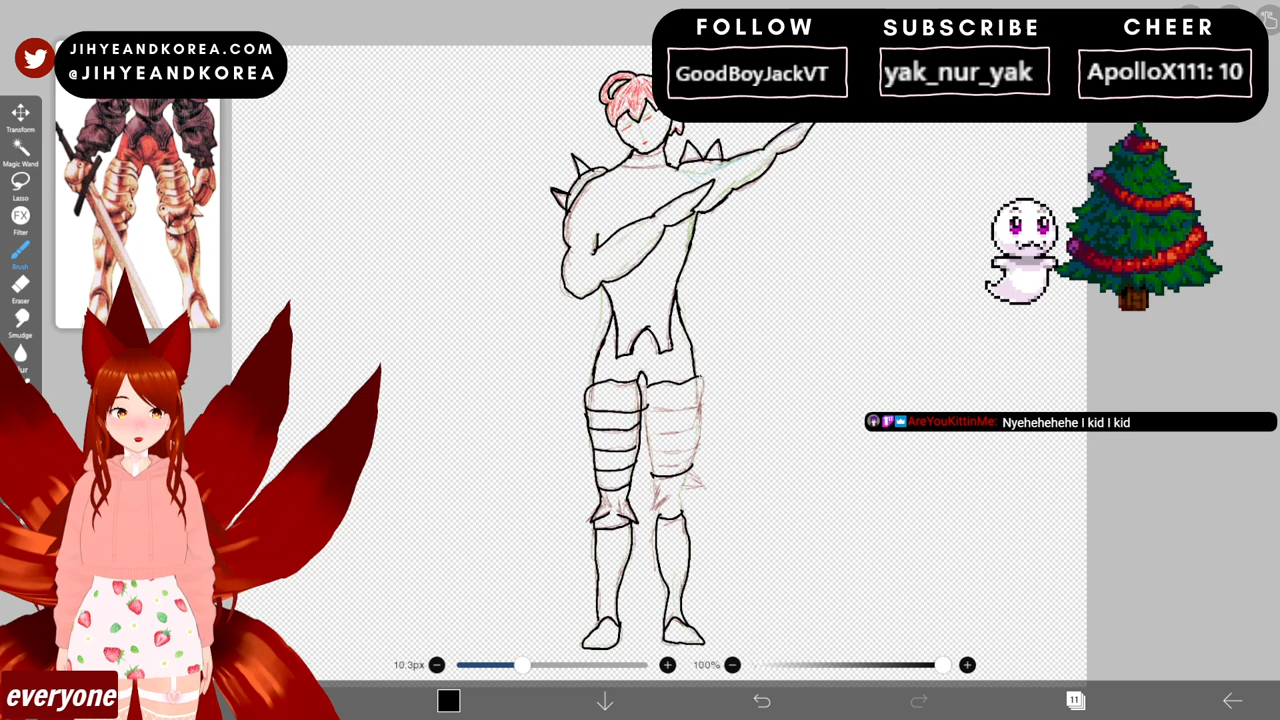 JIHYEANDKOREA.COM
@JIHYEANDKOREA
FOLLOW
GoodBoyJackVT
SUBSCRIBE
yak_nur_yak
CHEER
ApolloX111: 10
Transform
Magic Wand
Lasso
FX
Filter
Brush
Eraser
Smudge
AreYouKittinMe: Nyehehehehe I kid I kid
10.3px
100%
11
everyone